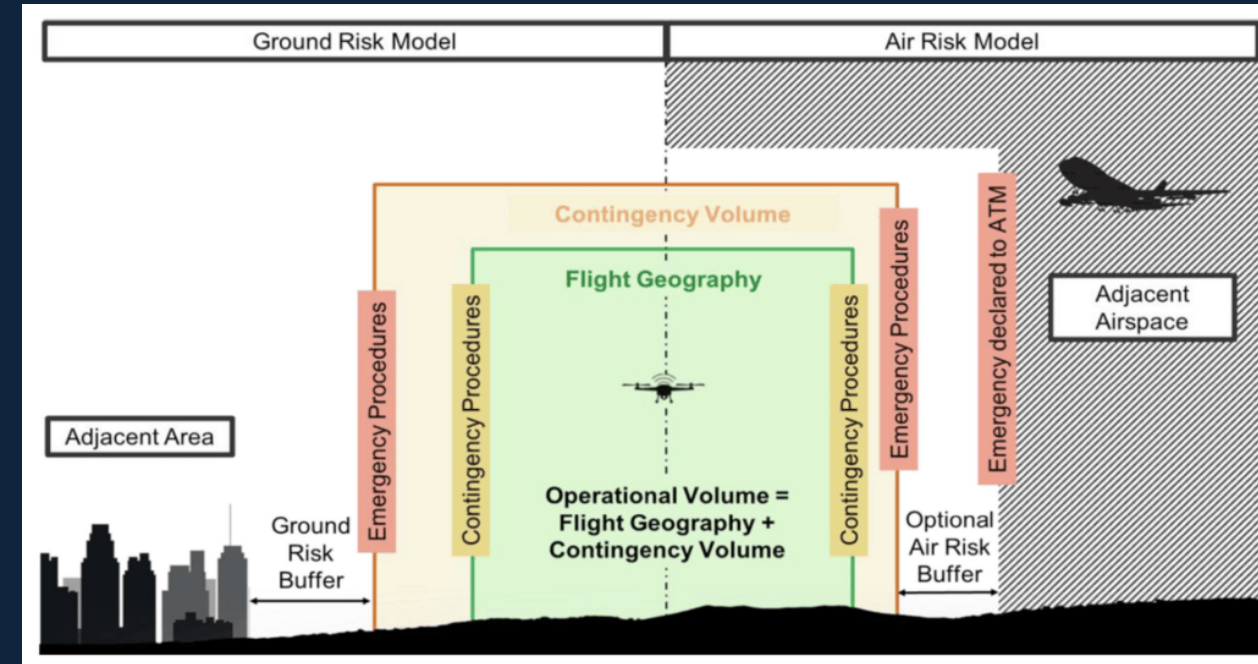 Ground Risk Model
Air Risk Model
Contingency Volume
Flight Geography
Emergency Procedures
Contingency Procedures
Contingency Procedures
Emergency Procedures
Emergency declared to ATM
Adjacent
Airspace
Adjacent Area
Ground
Risk
Buffer
Operational Volume =
Flight Geography +
Contingency Volume
Optional
Air Risk
Buffer